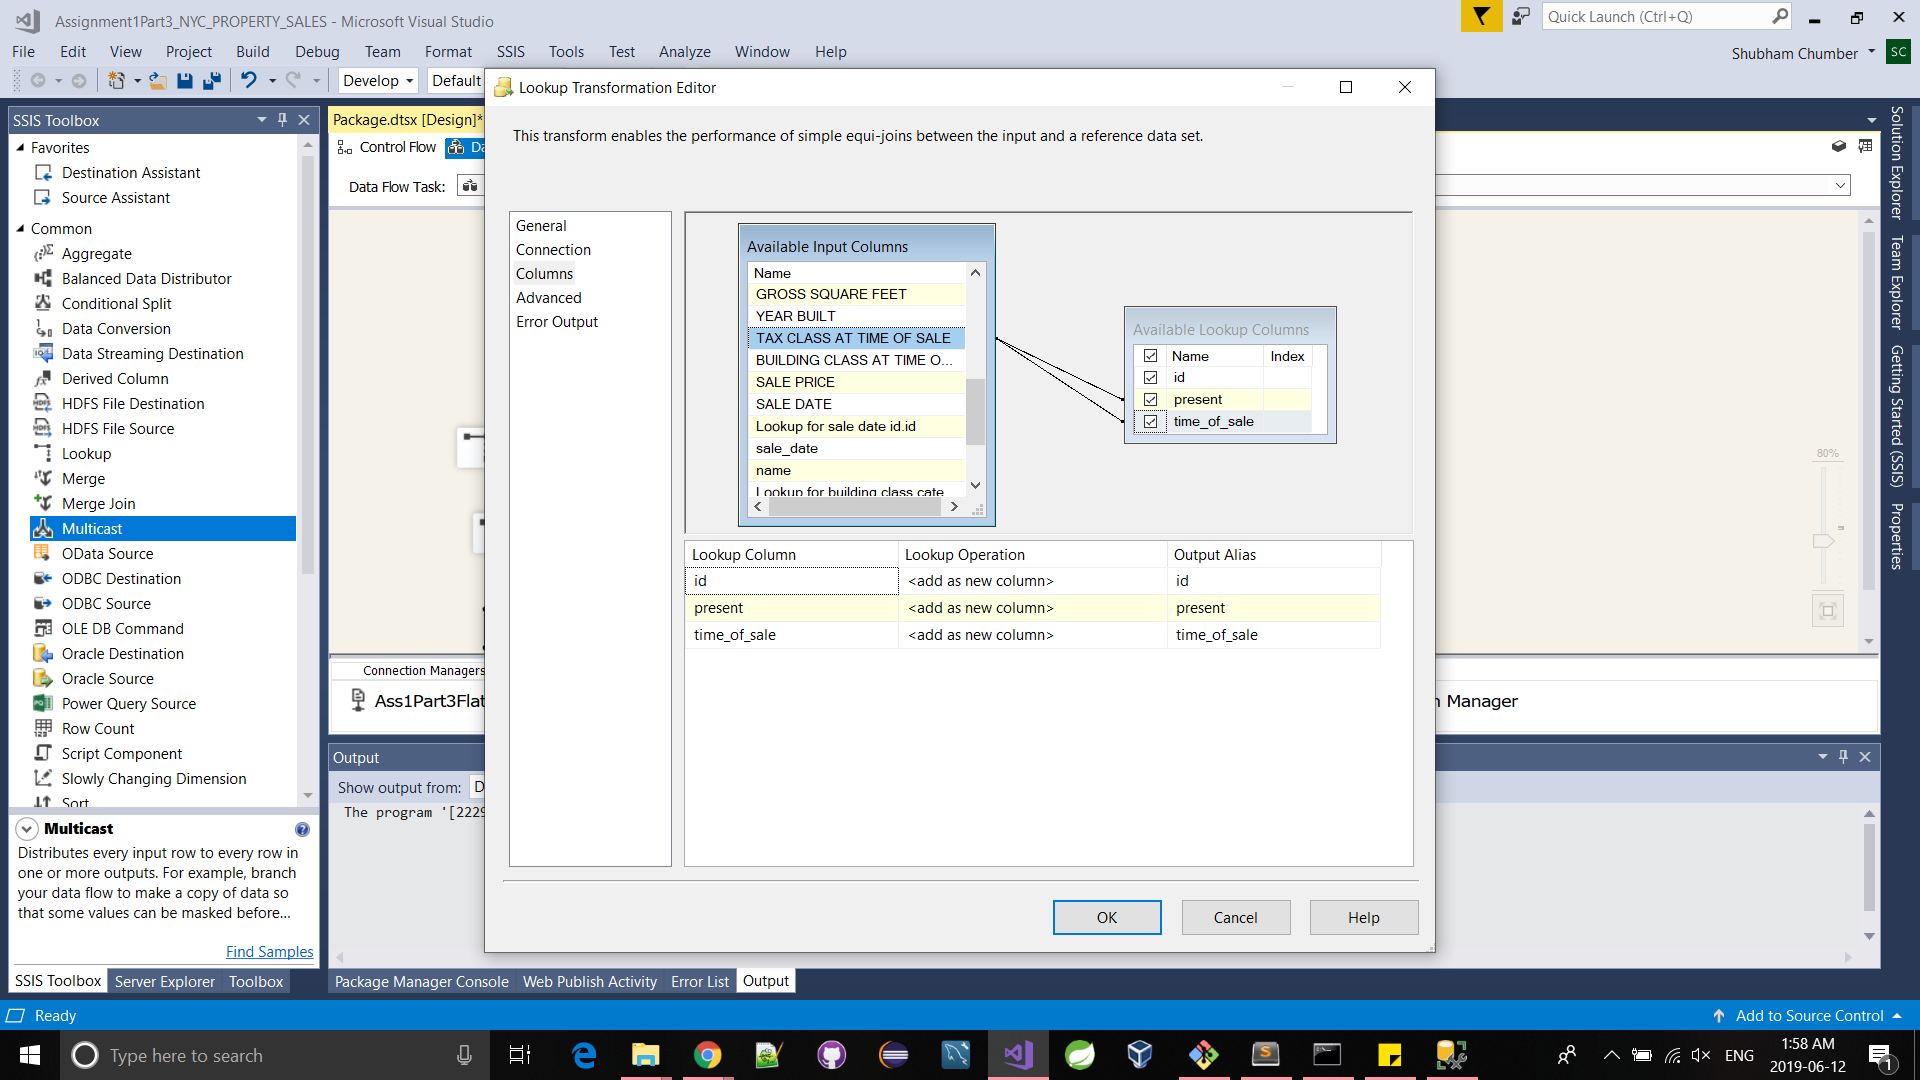 Assignment1Part3_NYC_PROPERTY_SALES - Microsoft Visual Studio
Quick Launch (Ctrl+Q)
File Edit View Project Build Debug Team Format SSIS Tools Test Analyze Window Help
Shubham Chumber SC
Develop Default
SSIS Toolbox
Favorites
Destination Assistant
Source Assistant
Common
Aggregate
Balanced Data Distributor
Conditional Split
Data Conversion
Data Streaming Destination
Derived Column
HDFS File Destination
HDFS File Source
Lookup
Merge
Merge Join
Multicast
OData Source
ODBC Destination
ODBC Source
OLE DB Command
Oracle Destination
Oracle Source
Power Query Source
Row Count
Script Component
Slowly Changing Dimension
Sort
Multicast
Distributes every input row to every row in
one or more outputs. For example, branch
your data flow to make a copy of data so
that some values can be masked before...
Find Samples
SSIS Toolbox Server Explorer Toolbox
Package.dtsx [Design]*
Control Flow Da
Data Flow Task:
Connection Managers
Ass1Part3Flat
n Manager
Output
Show output from: D
The program '[2229
Package Manager Console Web Publish Activity Error List Output
Lookup Transformation Editor
This transform enables the performance of simple equi-joins between the input and a reference data set.
General
Connection
Columns
Advanced
Error Output
Available Input Columns
Name
GROSS SQUARE FEET
YEAR BUILT
TAX CLASS AT TIME OF SALE
BUILDING CLASS AT TIME O...
SALE PRICE
SALE DATE
Lookup for sale date id.id
sale_date
name
Lookup for building class cate
Available Lookup Columns
Name Index
id
present
time_of_sale
Lookup Column Lookup Operation Output Alias
id <add as new column> id
present <add as new column> present
time_of_sale <add as new column> time_of_sale
OK Cancel Help
80%
Solution Explorer
Team Explorer
Getting Started (SSIS)
Properties
Ready
Add to Source Control
Type here to search
ENG
1:58 AM
2019-06-12
1